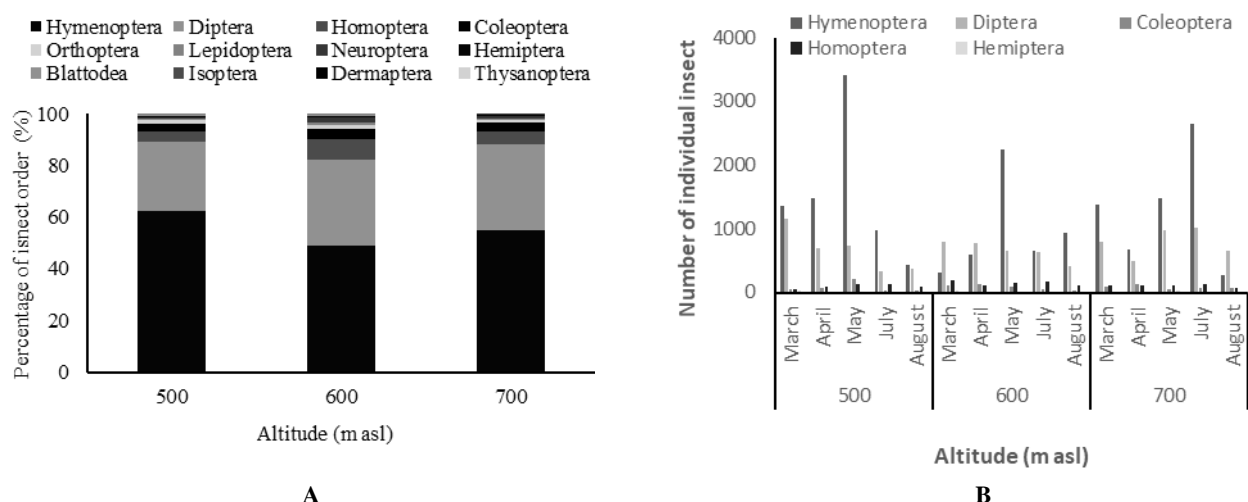 Hymenoptera Diptera Homoptera Coleoptera
Orthoptera Lepidoptera Neuroptera Hemiptera
Blattodea Isoptera Dermaptera Thysanoptera
Percentage of isnect order (%)
100
80
60
40
20
0
500 600 700
Altitude (m asl)
A
Hymenoptera Diptera Coleoptera
Homoptera Hemiptera
Number of individual insect
4000
3000
2000
1000
0
March April May July August March April May July August March April May July August
500 600 700
Altitude (m asl)
B